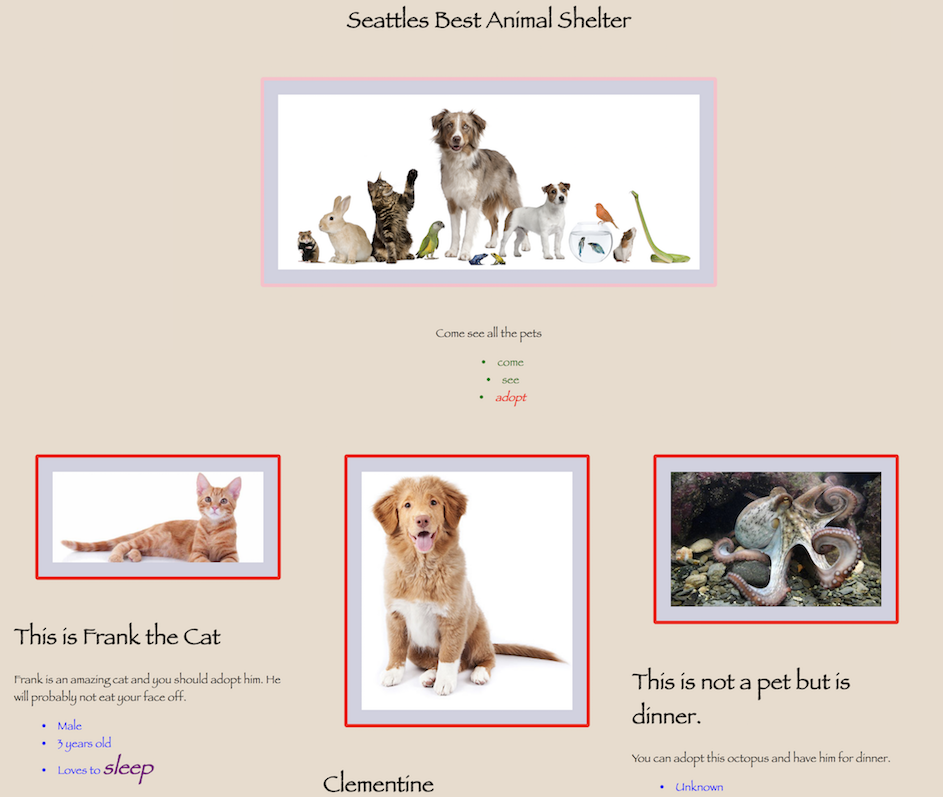 Seattles Best Animal Shelter
Come see all the pets
• come
• see
• adopt
This is Frank the Cat
Frank is an amazing cat and you should adopt him. He
will probably not eat your face off.
• Male
• 3 years old
• Loves to sleep
Clementine
This is not a pet but is
dinner.
You can adopt this octopus and have him for dinner.
• Unknown